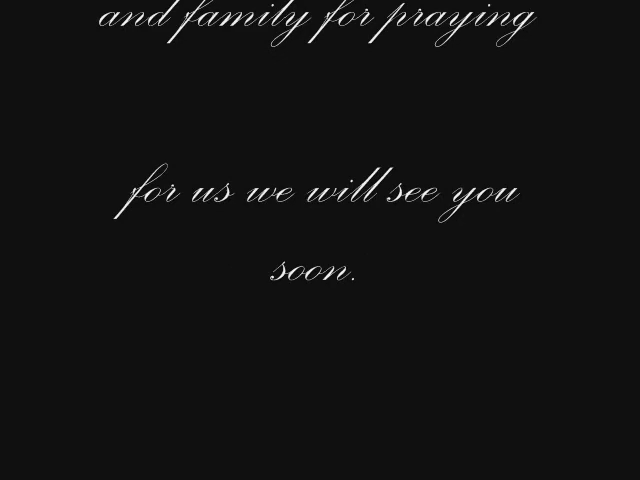 and family for praying
for us we will see you
soon.